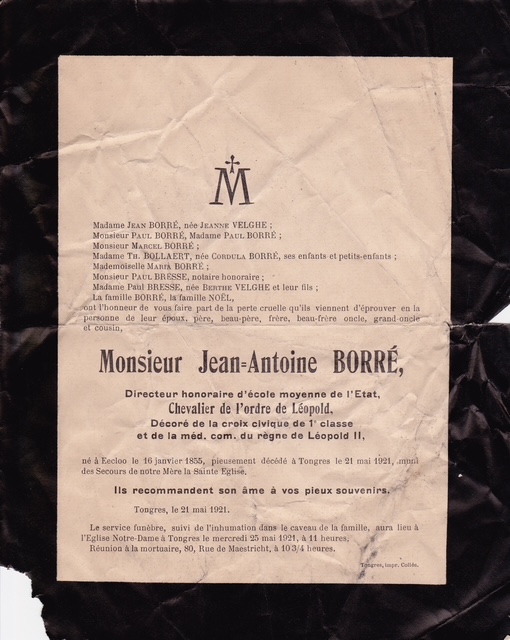 M
Madame JEAN BORRÉ, née JEANNE VELGHE ;
Monsieur PAUL BORRÉ, Madame PAUL BORRÉ ;
Monsieur MARCEL BORRÉ ;
Madame TH. BOLLAERT, née CORDULA BORRÉ, ses enfants et petits-enfants ;
Mademoiselle MARIA BORRÉ ;
Monsieur PAUL BRESSE, notaire honoraire ;
Madame PAUL BRESSE, née BERTHE VELGHE et leur fils ;
La famille BORRÉ, la famille NOËL,
ont l'honneur de vous faire part de la perte cruelle qu'ils viennent d'éprouver en la
personne de leur époux, père, beau-père, frère, beau-frère oncle, grand-oncle
et cousin,
Monsieur Jean-Antoine BORRÉ,
Directeur honoraire d'école moyenne de l'Etat,
Chevalier de l'ordre de Léopold,
Décoré de la croix civique de 1e classe
et de la méd. com. du règne de Léopold II,
né à Eecloo le 16 janvier 1855, pieusement décédé à Tongres le 21 mai 1921, muni
des Secours de notre Mère la Sainte Eglise.
Ils recommandent son âme à vos pieux souvenirs.
Tongres, le 21 mai 1921.
Le service funèbre, suivi de l'inhumation dans le caveau de la famille, aura lieu à
l'Eglise Notre-Dame à Tongres le mercredi 25 mai 1921, à 11 heures.
Réunion à la mortuaire, 80, Rue de Maestricht, à 10 3/4 heures.
Tongres, impr. Collée.